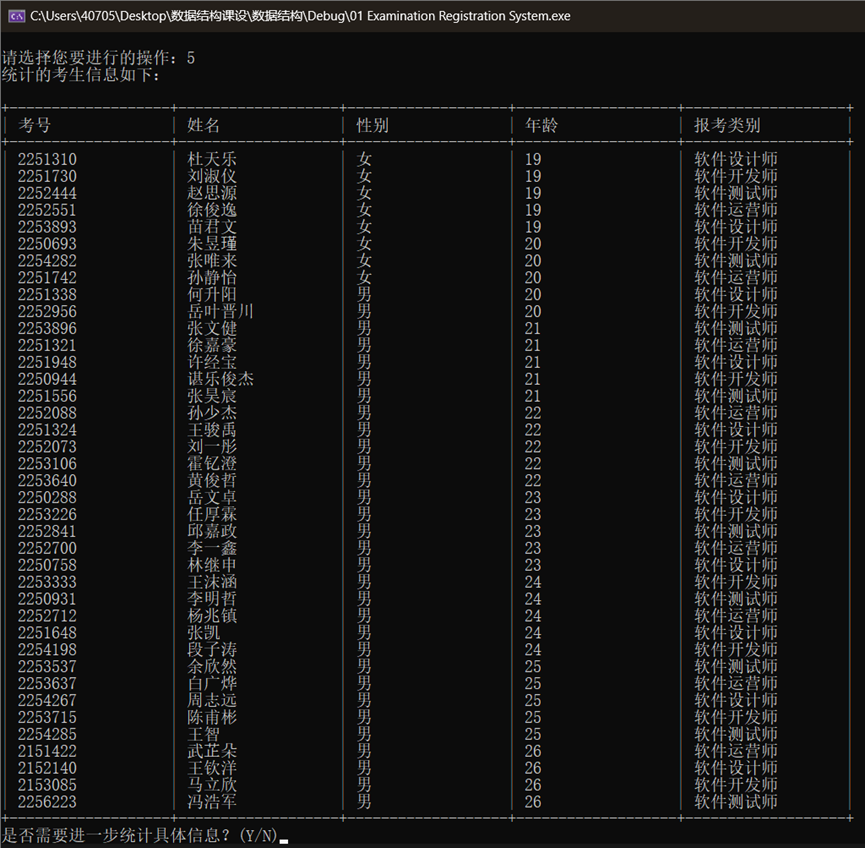 C:\Users\40705\Desktop\数据结构课设\数据结构\Debug\01 Examination Registration System.exe
请选择您要进行的操作: 5
统计的考生信息如下:
考号 姓名 性别 年龄 报考类别
2251310 杜天乐 女 19 软件设计师
2251730 刘淑仪 女 19 软件开发师
2252444 赵思源 女 19 软件测试师
2252551 徐俊逸 女 19 软件运营师
2253893 苗君文 女 19 软件设计师
2250693 朱昱瑾 女 20 软件开发师
2254282 张唯来 女 20 软件测试师
2251742 孙静怡 女 20 软件运营师
2251338 何升阳 男 20 软件设计师
2252956 岳叶晋川 男 20 软件开发师
2253896 张文健 男 21 软件测试师
2251321 徐嘉豪 男 21 软件运营师
2251948 许经宝 男 21 软件设计师
2250944 谌乐俊杰 男 21 软件开发师
2251556 张昊宸 男 21 软件测试师
2252088 孙少杰 男 22 软件运营师
2251324 王骏禹 男 22 软件设计师
2252073 刘一彤 男 22 软件开发师
2253106 霍钇澄 男 22 软件测试师
2253640 黄俊哲 男 22 软件运营师
2250288 岳文卓 男 23 软件设计师
2253226 任厚霖 男 23 软件开发师
2252841 邱嘉政 男 23 软件测试师
2252700 李一鑫 男 23 软件运营师
2250758 林继申 男 23 软件设计师
2253333 王沫涵 男 24 软件开发师
2250931 李明哲 男 24 软件测试师
2252712 杨兆镇 男 24 软件运营师
2251648 张凯 男 24 软件设计师
2254198 段子涛 男 24 软件开发师
2253537 余欣然 男 25 软件测试师
2253637 白广烨 男 25 软件运营师
2254267 周志远 男 25 软件设计师
2253715 陈甫彬 男 25 软件开发师
2254285 王智 男 25 软件测试师
2151422 武芷朵 男 26 软件运营师
2152140 王钦洋 男 26 软件设计师
2153085 马立欣 男 26 软件开发师
2256223 冯浩军 男 26 软件测试师
是否需要进一步统计具体信息? (Y/N)